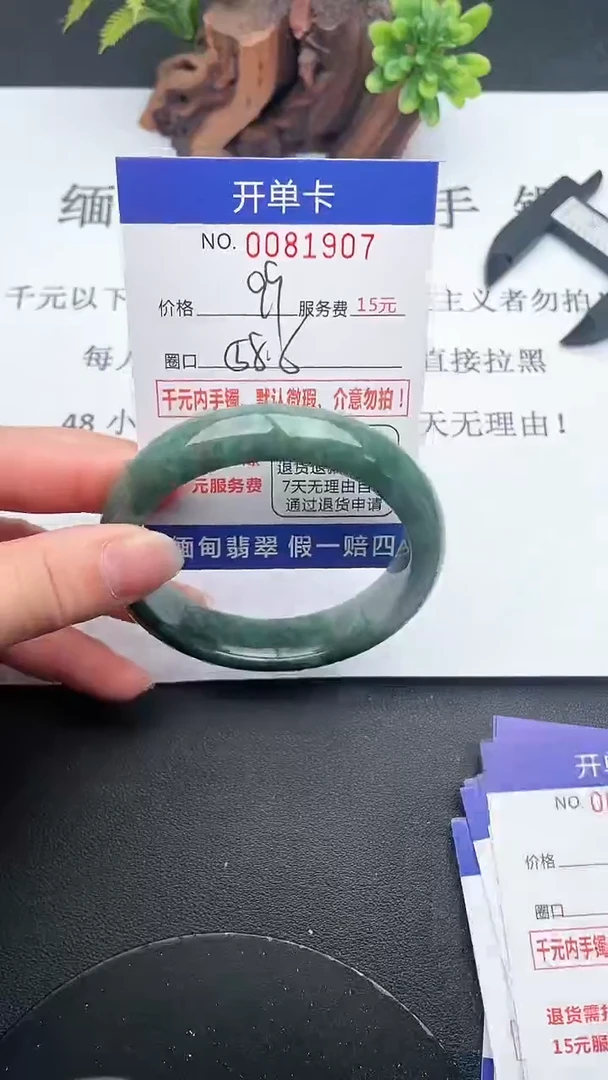 缅 手 镯
开单卡
NO. 0081907
千元以下 主义者勿拍
价格 99 服务费 15元
每人 直接拉黑
圈口 58.6
千元内手镯、默认微瑕、介意勿拍!
48 小 天无理由!
元服务费
7天无理由
通过退货申请
缅甸翡翠 假一赔四
开
NO. 0
价格
圈口
千元内手镯
退货需
15元服